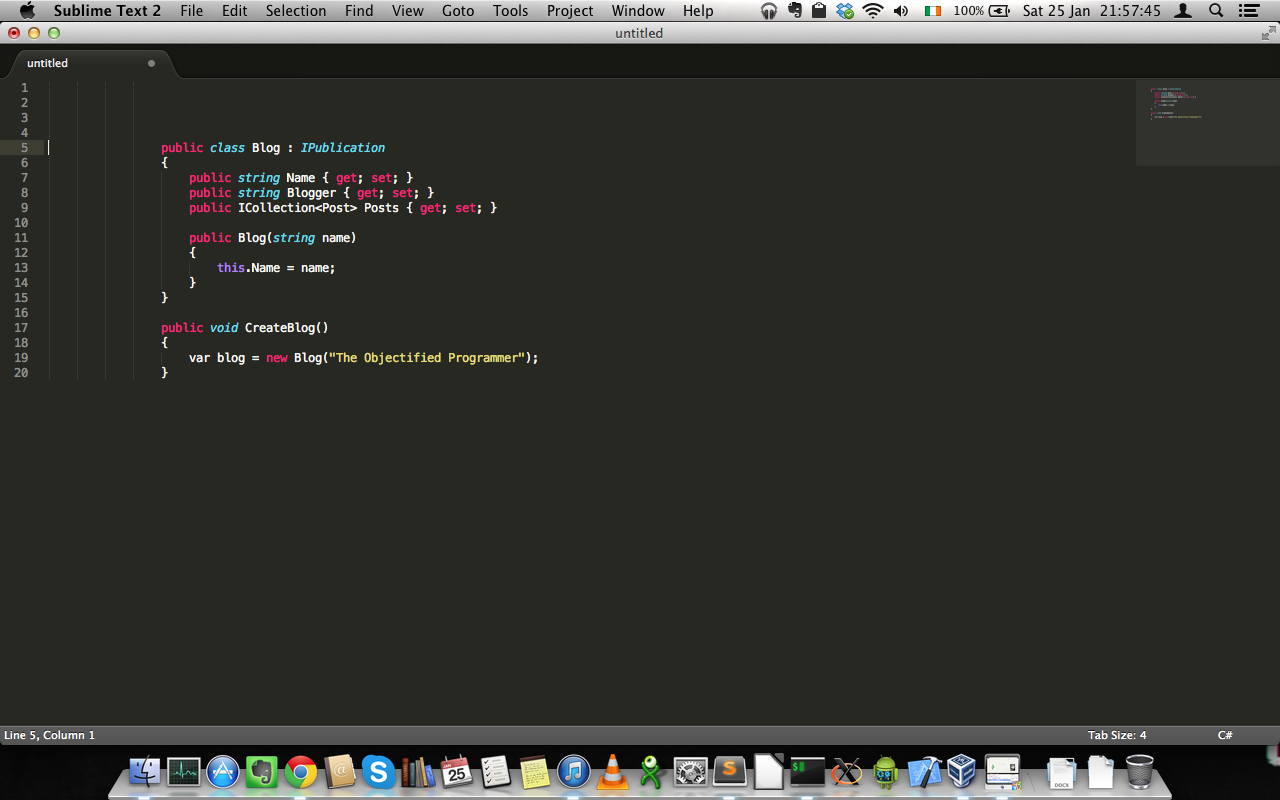 Sublime Text 2 File Edit Selection Find View Goto Tools Project Window Help 100% Sat 25 Jan 21:57:45
untitled
untitled
1
2
3
4
5 public class Blog : IPublication
6 {
7 public string Name { get; set; }
8 public string Blogger { get; set; }
9 public ICollection<Post> Posts { get; set; }
10
11 public Blog(string name)
12 {
13 this.Name = name;
14 }
15 }
16
17 public void CreateBlog()
18 {
19 var blog = new Blog("The Objectified Programmer");
20 }
Line 5, Column 1 Tab Size: 4 C#
25
DOCX